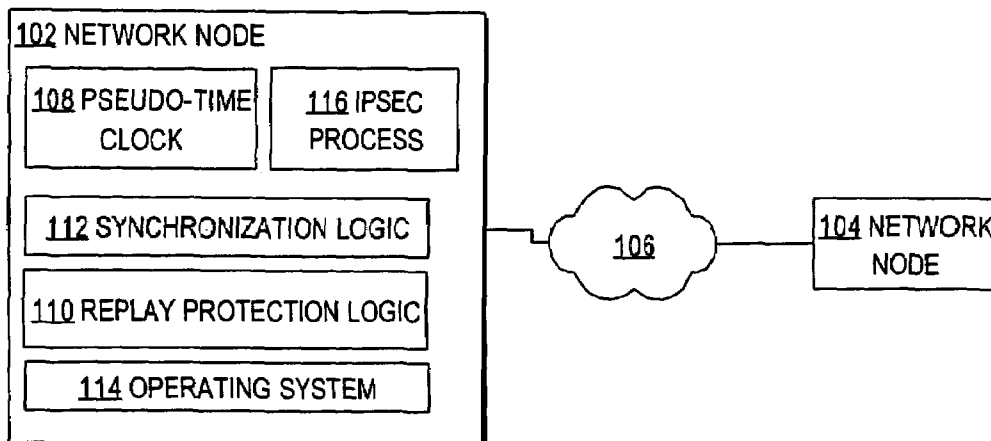 102 NETWORK NODE
108 PSEUDO-TIME
CLOCK
116 IPSEC
PROCESS
112 SYNCHRONIZATION LOGIC
110 REPLAY PROTECTION LOGIC
114 OPERATING SYSTEM
106
104 NETWORK
NODE